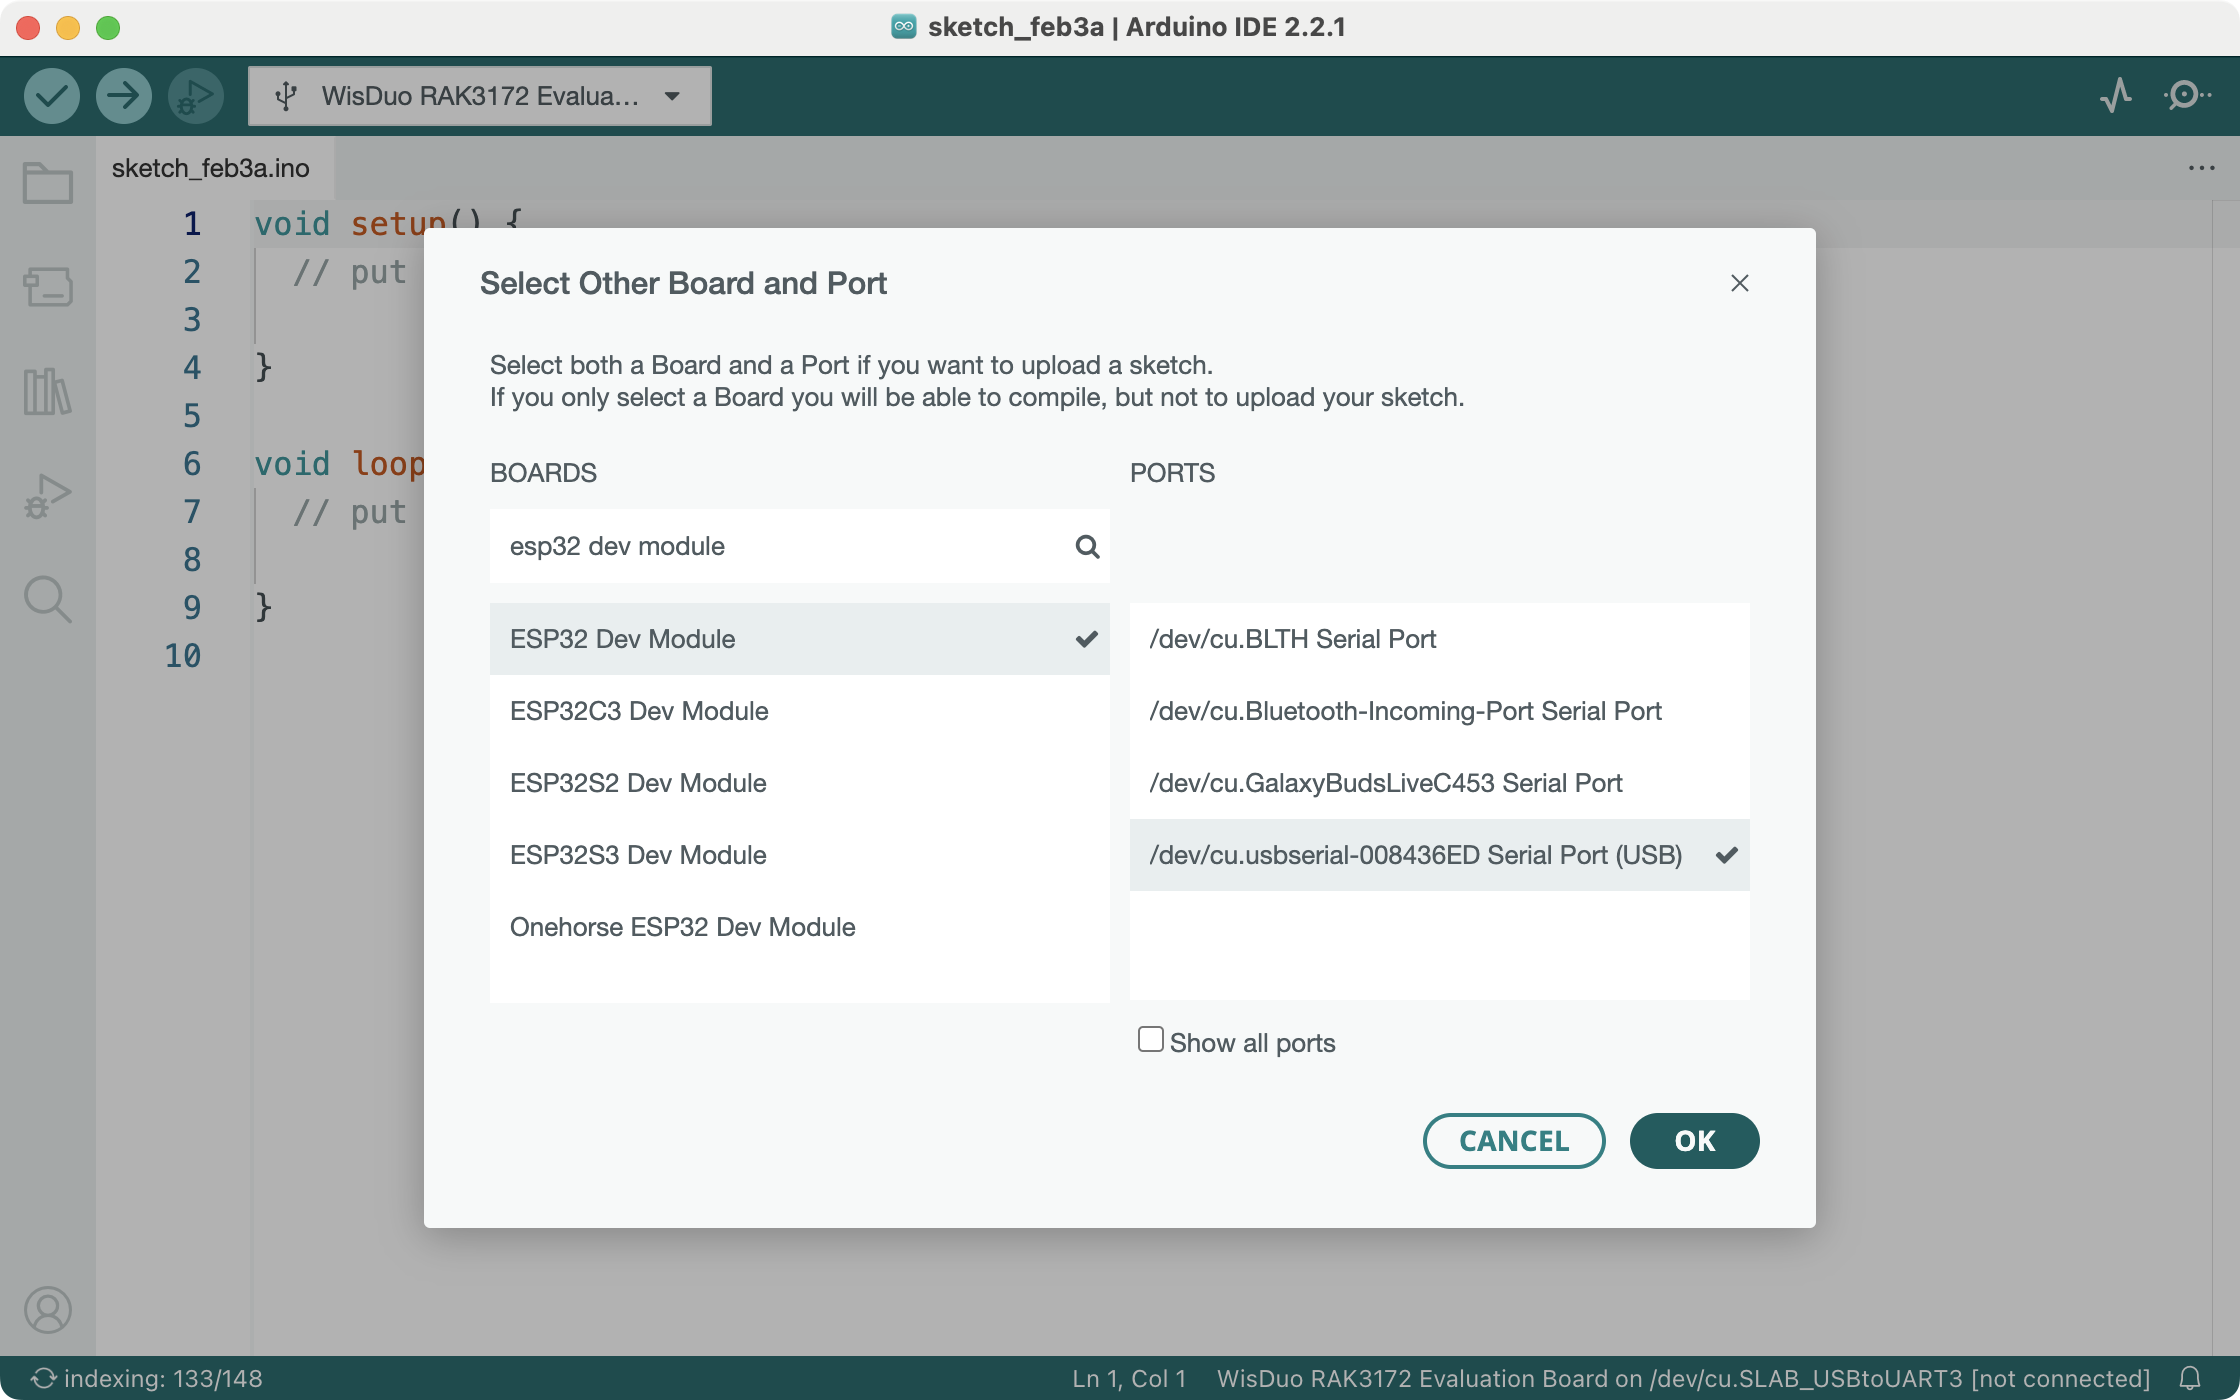 sketch_feb3a | Arduino IDE 2.2.1
WisDuo RAK3172 Evalua...
sketch_feb3a.ino
...
1 void setup() {
2 // put
3
4 }
5
6 void loop
7 // put
8
9 }
10
Select Other Board and Port
Select both a Board and a Port if you want to upload a sketch.
If you only select a Board you will be able to compile, but not to upload your sketch.
BOARDS
esp32 dev module
ESP32 Dev Module
ESP32C3 Dev Module
ESP32S2 Dev Module
ESP32S3 Dev Module
Onehorse ESP32 Dev Module
PORTS
/dev/cu.BLTH Serial Port
/dev/cu.Bluetooth-Incoming-Port Serial Port
/dev/cu.GalaxyBudsLiveC453 Serial Port
/dev/cu.usbserial-008436ED Serial Port (USB)
Show all ports
CANCEL
OK
indexing: 133/148
Ln 1, Col 1
WisDuo RAK3172 Evaluation Board on /dev/cu.SLAB_USBtoUART3 [not connected]